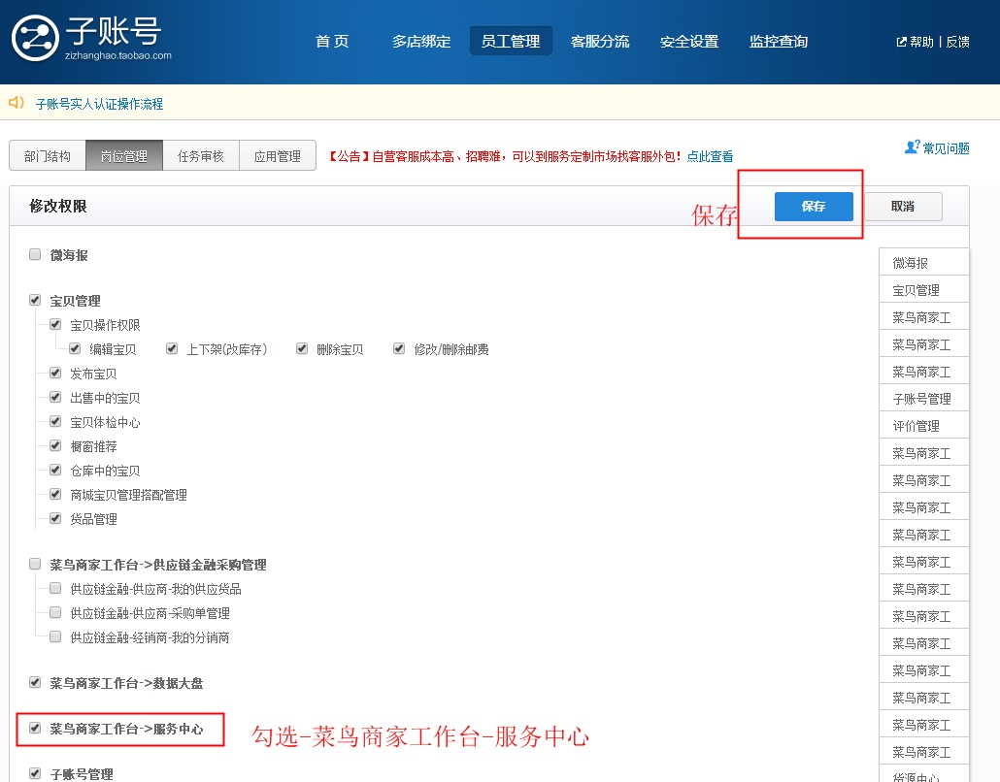 子账号
zizhanghao.taobao.com
首页 多店绑定 员工管理 客服分流 安全设置 监控查询 帮助 | 反馈
子账号实人认证操作流程
部门结构 岗位管理 任务审核 应用管理 【公告】自营客服成本高、招聘难，可以到服务定制市场找客服外包! 点此查看 常见问题
修改权限 保存 保存 取消
微海报
宝贝管理
宝贝操作权限
编辑宝贝 上下架(改库存) 删除宝贝 修改/删除邮费
发布宝贝
出售中的宝贝
宝贝体检中心
橱窗推荐
仓库中的宝贝
商城宝贝管理搭配管理
货品管理
菜鸟商家工作台->供应链金融采购管理
供应链金融-供应商-我的供应货品
供应链金融-供应商-采购单管理
供应链金融-经销商-我的分销商
菜鸟商家工作台->数据大盘
菜鸟商家工作台->服务中心 勾选-菜鸟商家工作台-服务中心
子账号管理
微海报
宝贝管理
菜鸟商家工
菜鸟商家工
菜鸟商家工
子账号管理
评价管理
菜鸟商家工
菜鸟商家工
菜鸟商家工
菜鸟商家工
菜鸟商家工
菜鸟商家工
菜鸟商家工
菜鸟商家工
菜鸟商家工
菜鸟商家工
菜鸟商家工
菜鸟商家工
货源中心